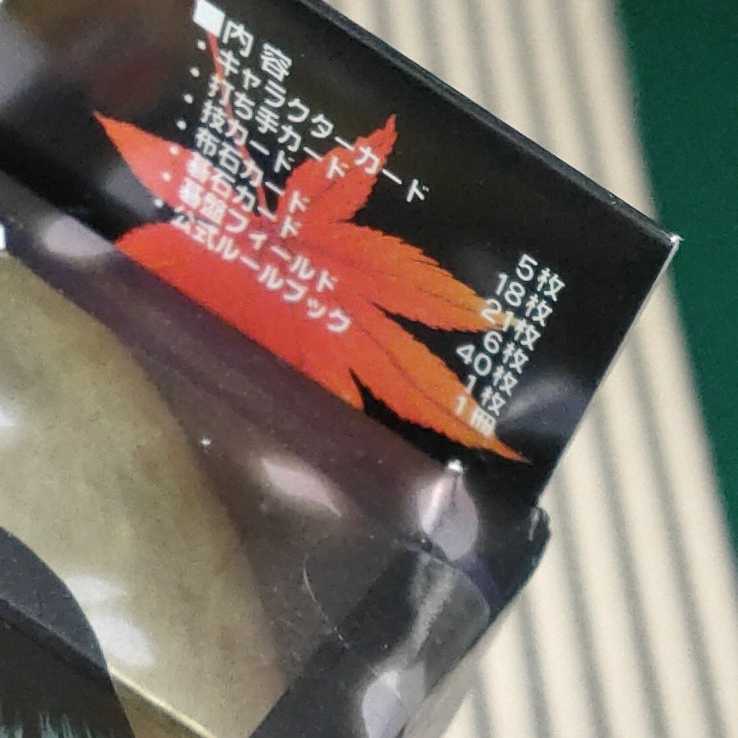 ■内容
・キャラクターカード 5枚
・打ち手カード 18枚
・技カード 21枚
・布石カード 6枚
・碁石カード 40枚
・碁盤フィールド 1枚
・公式ルールブック 1冊